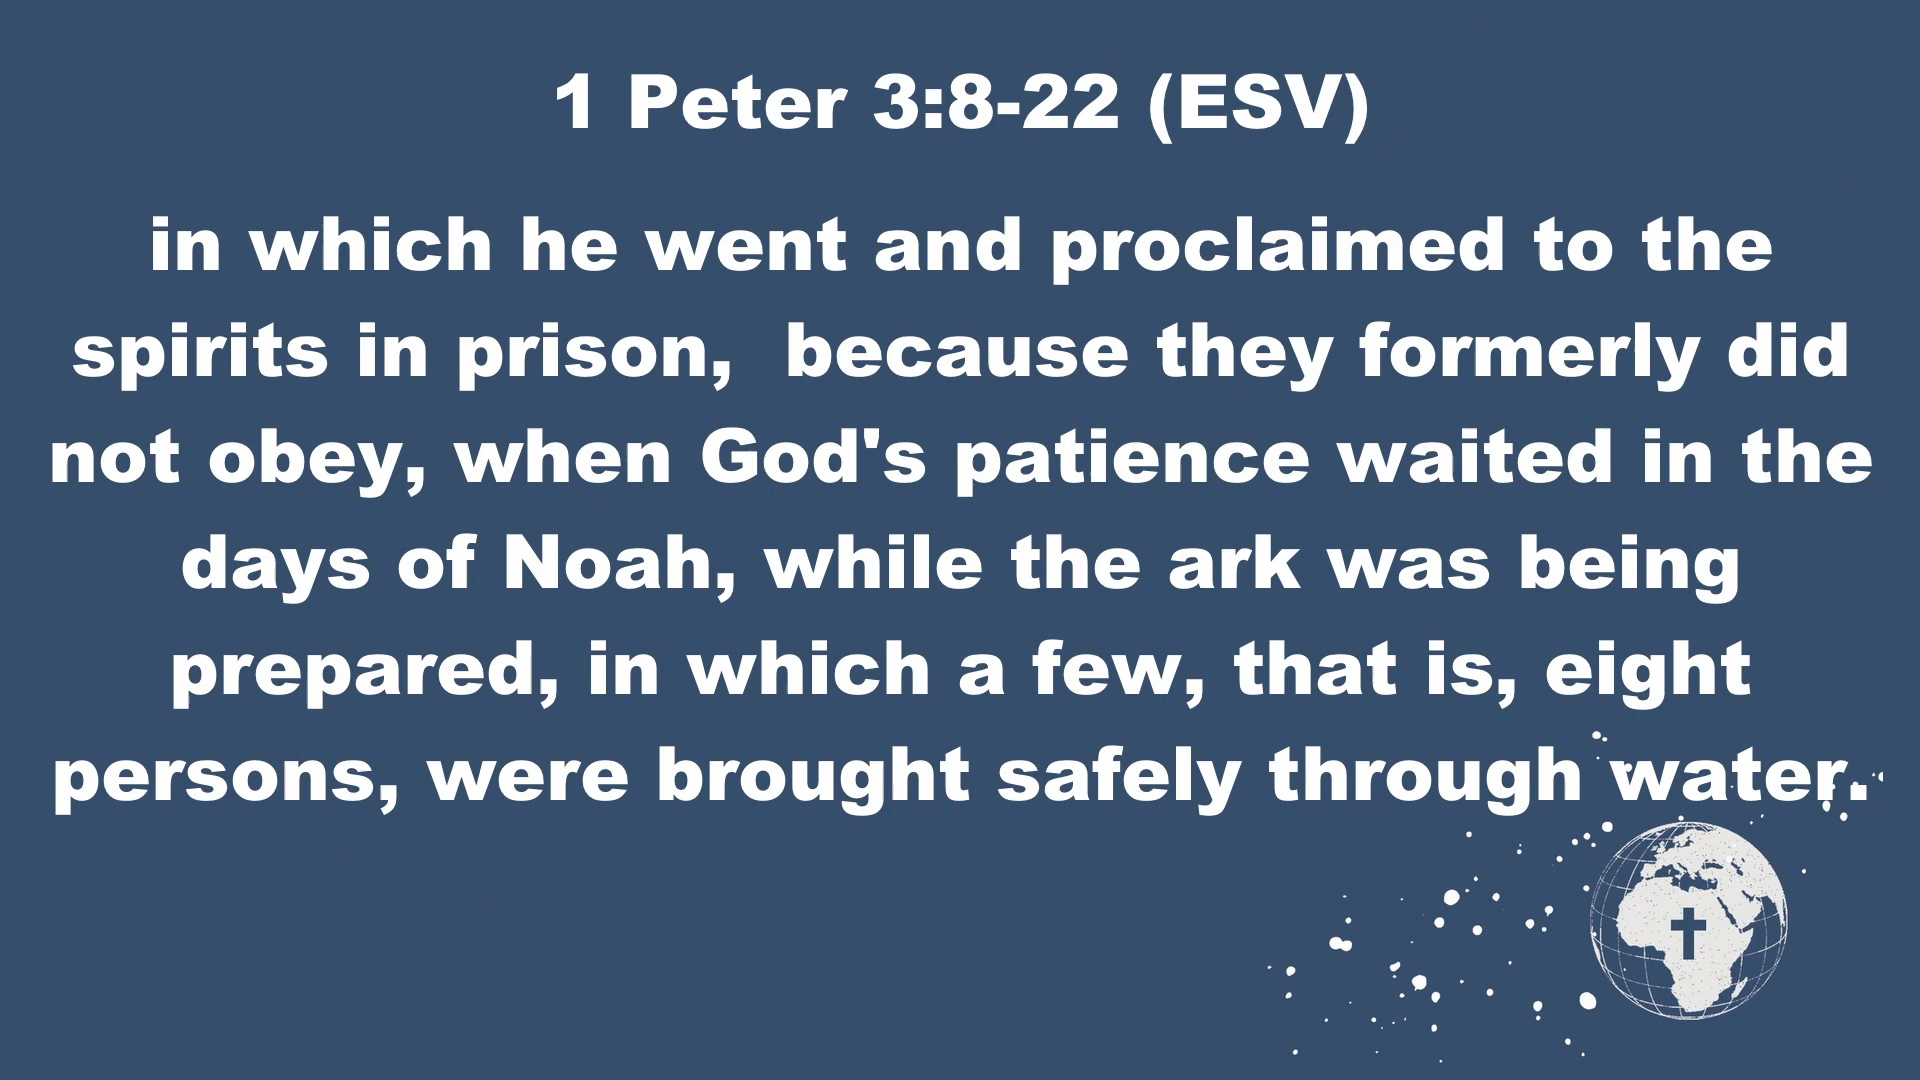 1 Peter 3:8-22 (ESV)
in which he went and proclaimed to the
spirits in prison,  because they formerly did
not obey, when God's patience waited in the
days of Noah, while the ark was being
prepared, in which a few, that is, eight
persons, were brought safely through water.